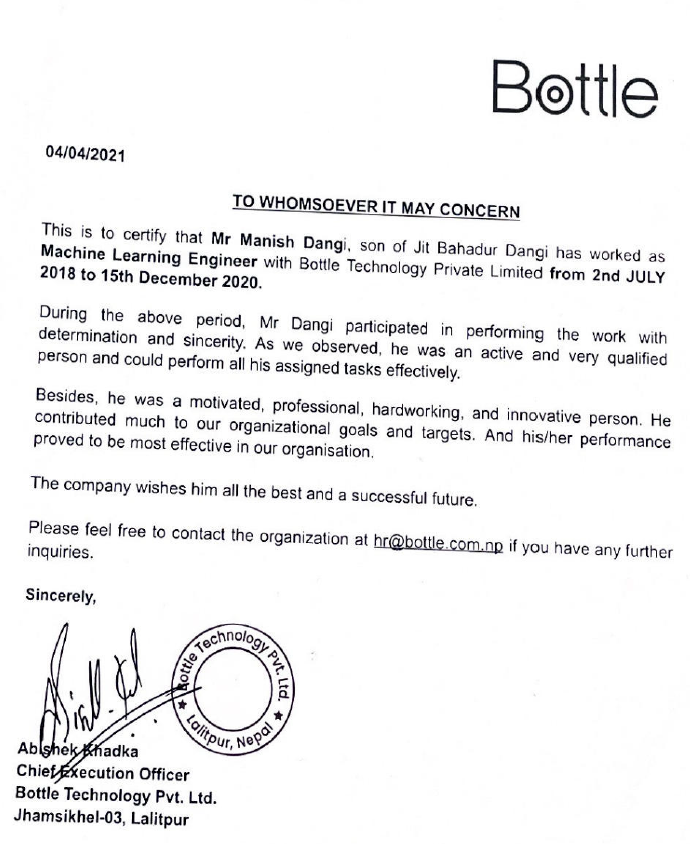 Bottle
04/04/2021
TO WHOMSOEVER IT MAY CONCERN
This is to certify that Mr Manish Dangi, son of Jit Bahadur Dangi has worked as
Machine Learning Engineer with Bottle Technology Private Limited from 2nd JULY
2018 to 15th December 2020.
During the above period, Mr Dangi participated in performing the work with
determination and sincerity. As we observed, he was an active and very qualified
person and could perform all his assigned tasks effectively.
Besides, he was a motivated, professional, hardworking, and innovative person. He
contributed much to our organizational goals and targets. And his/her performance
proved to be most effective in our organisation.
The company wishes him all the best and a successful future.
Please feel free to contact the organization at hr@bottle.com.np if you have any further
inquiries.
Sincerely,
Bottle Technology Pvt. Ltd.
★ Lalitpur, Nepal ★
Abishek Khadka
Chief Execution Officer
Bottle Technology Pvt. Ltd.
Jhamsikhel-03, Lalitpur